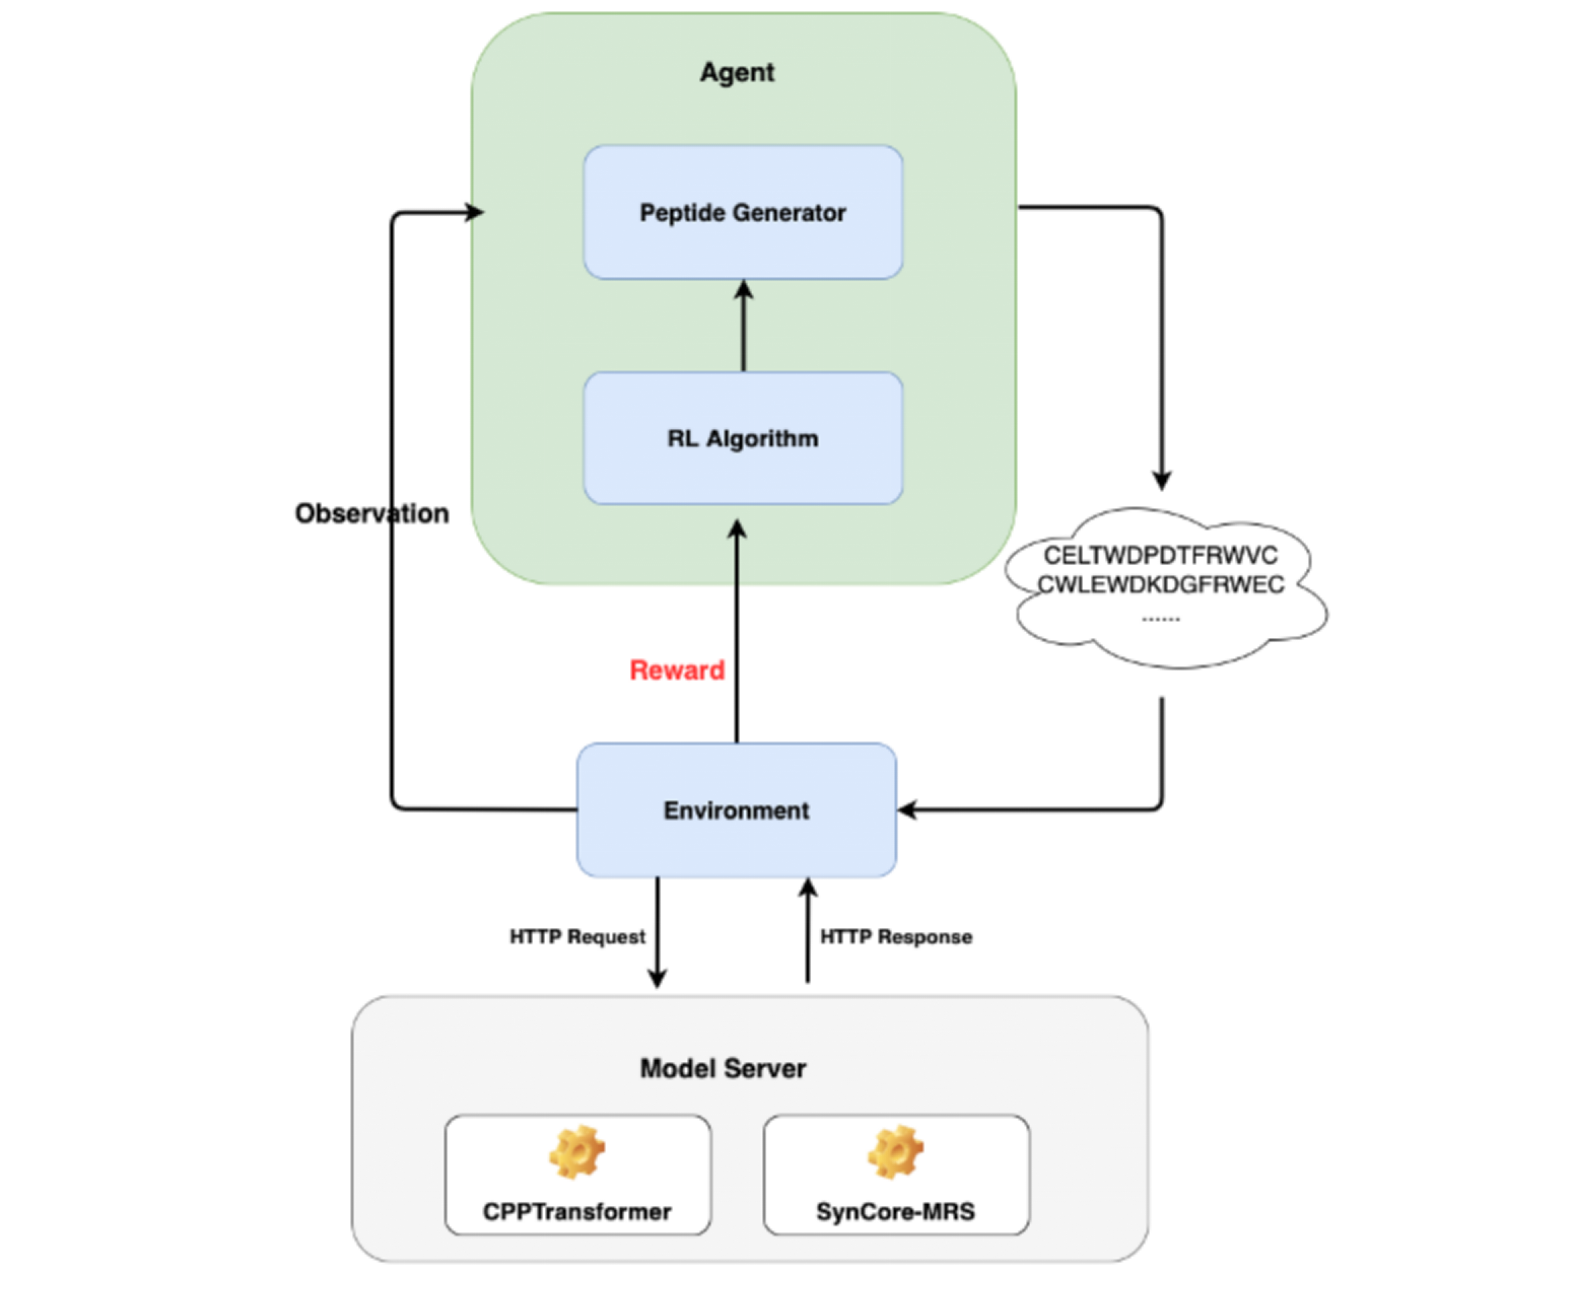 Agent
Peptide Generator
RL Algorithm
Observation
CELTWDPDTFRWVC
CWLEWDKDGFRWEC
......
Reward
Environment
HTTP Request
HTTP Response
Model Server
CPPTransformer
SynCore-MRS